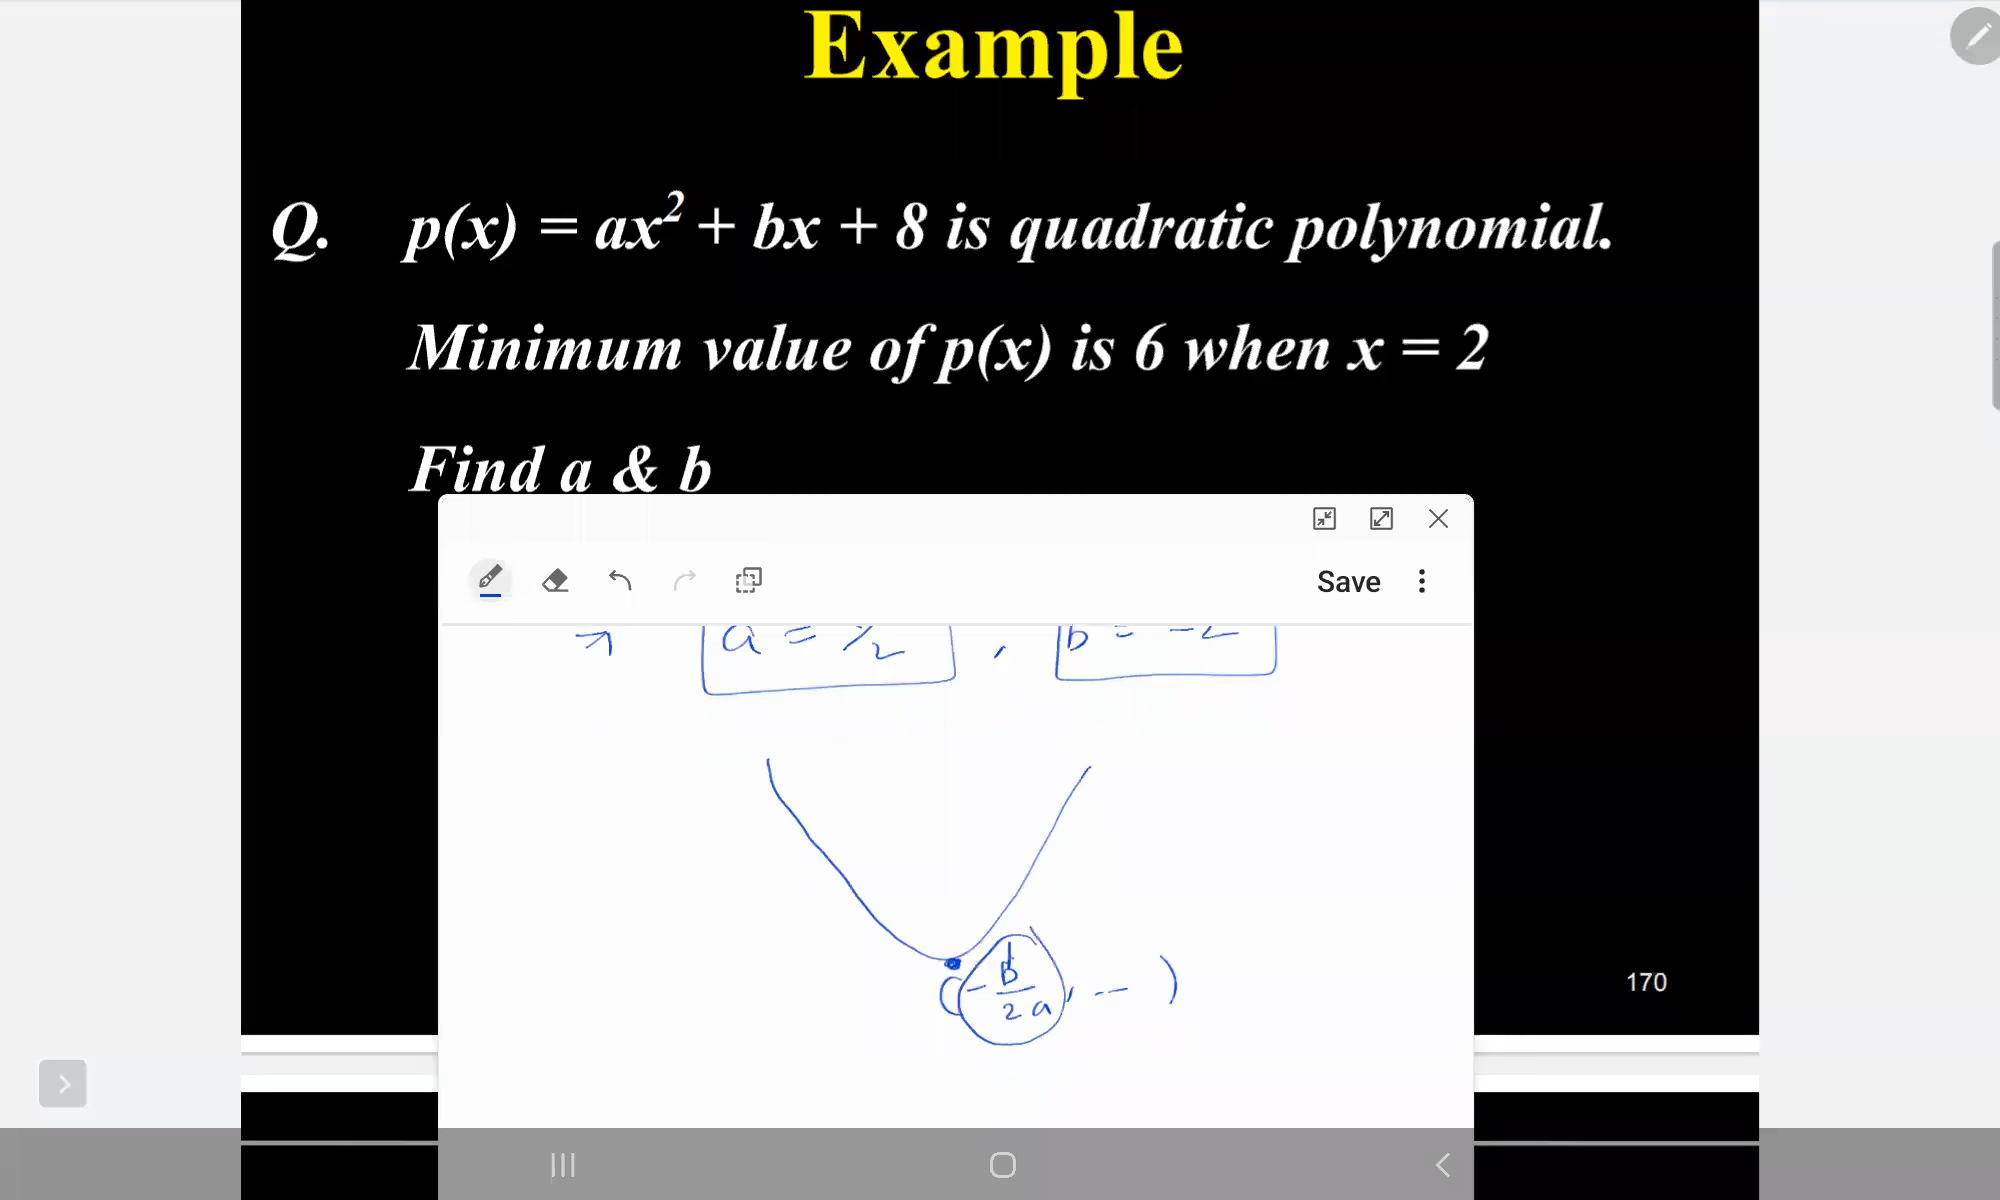 Example
Q. p(x) = ax² + bx + 8 is quadratic polynomial.
Minimum value of p(x) is 6 when x = 2
Find a & b
Save
a = 1/2 , b = -2
(-b/2a, -- )
170